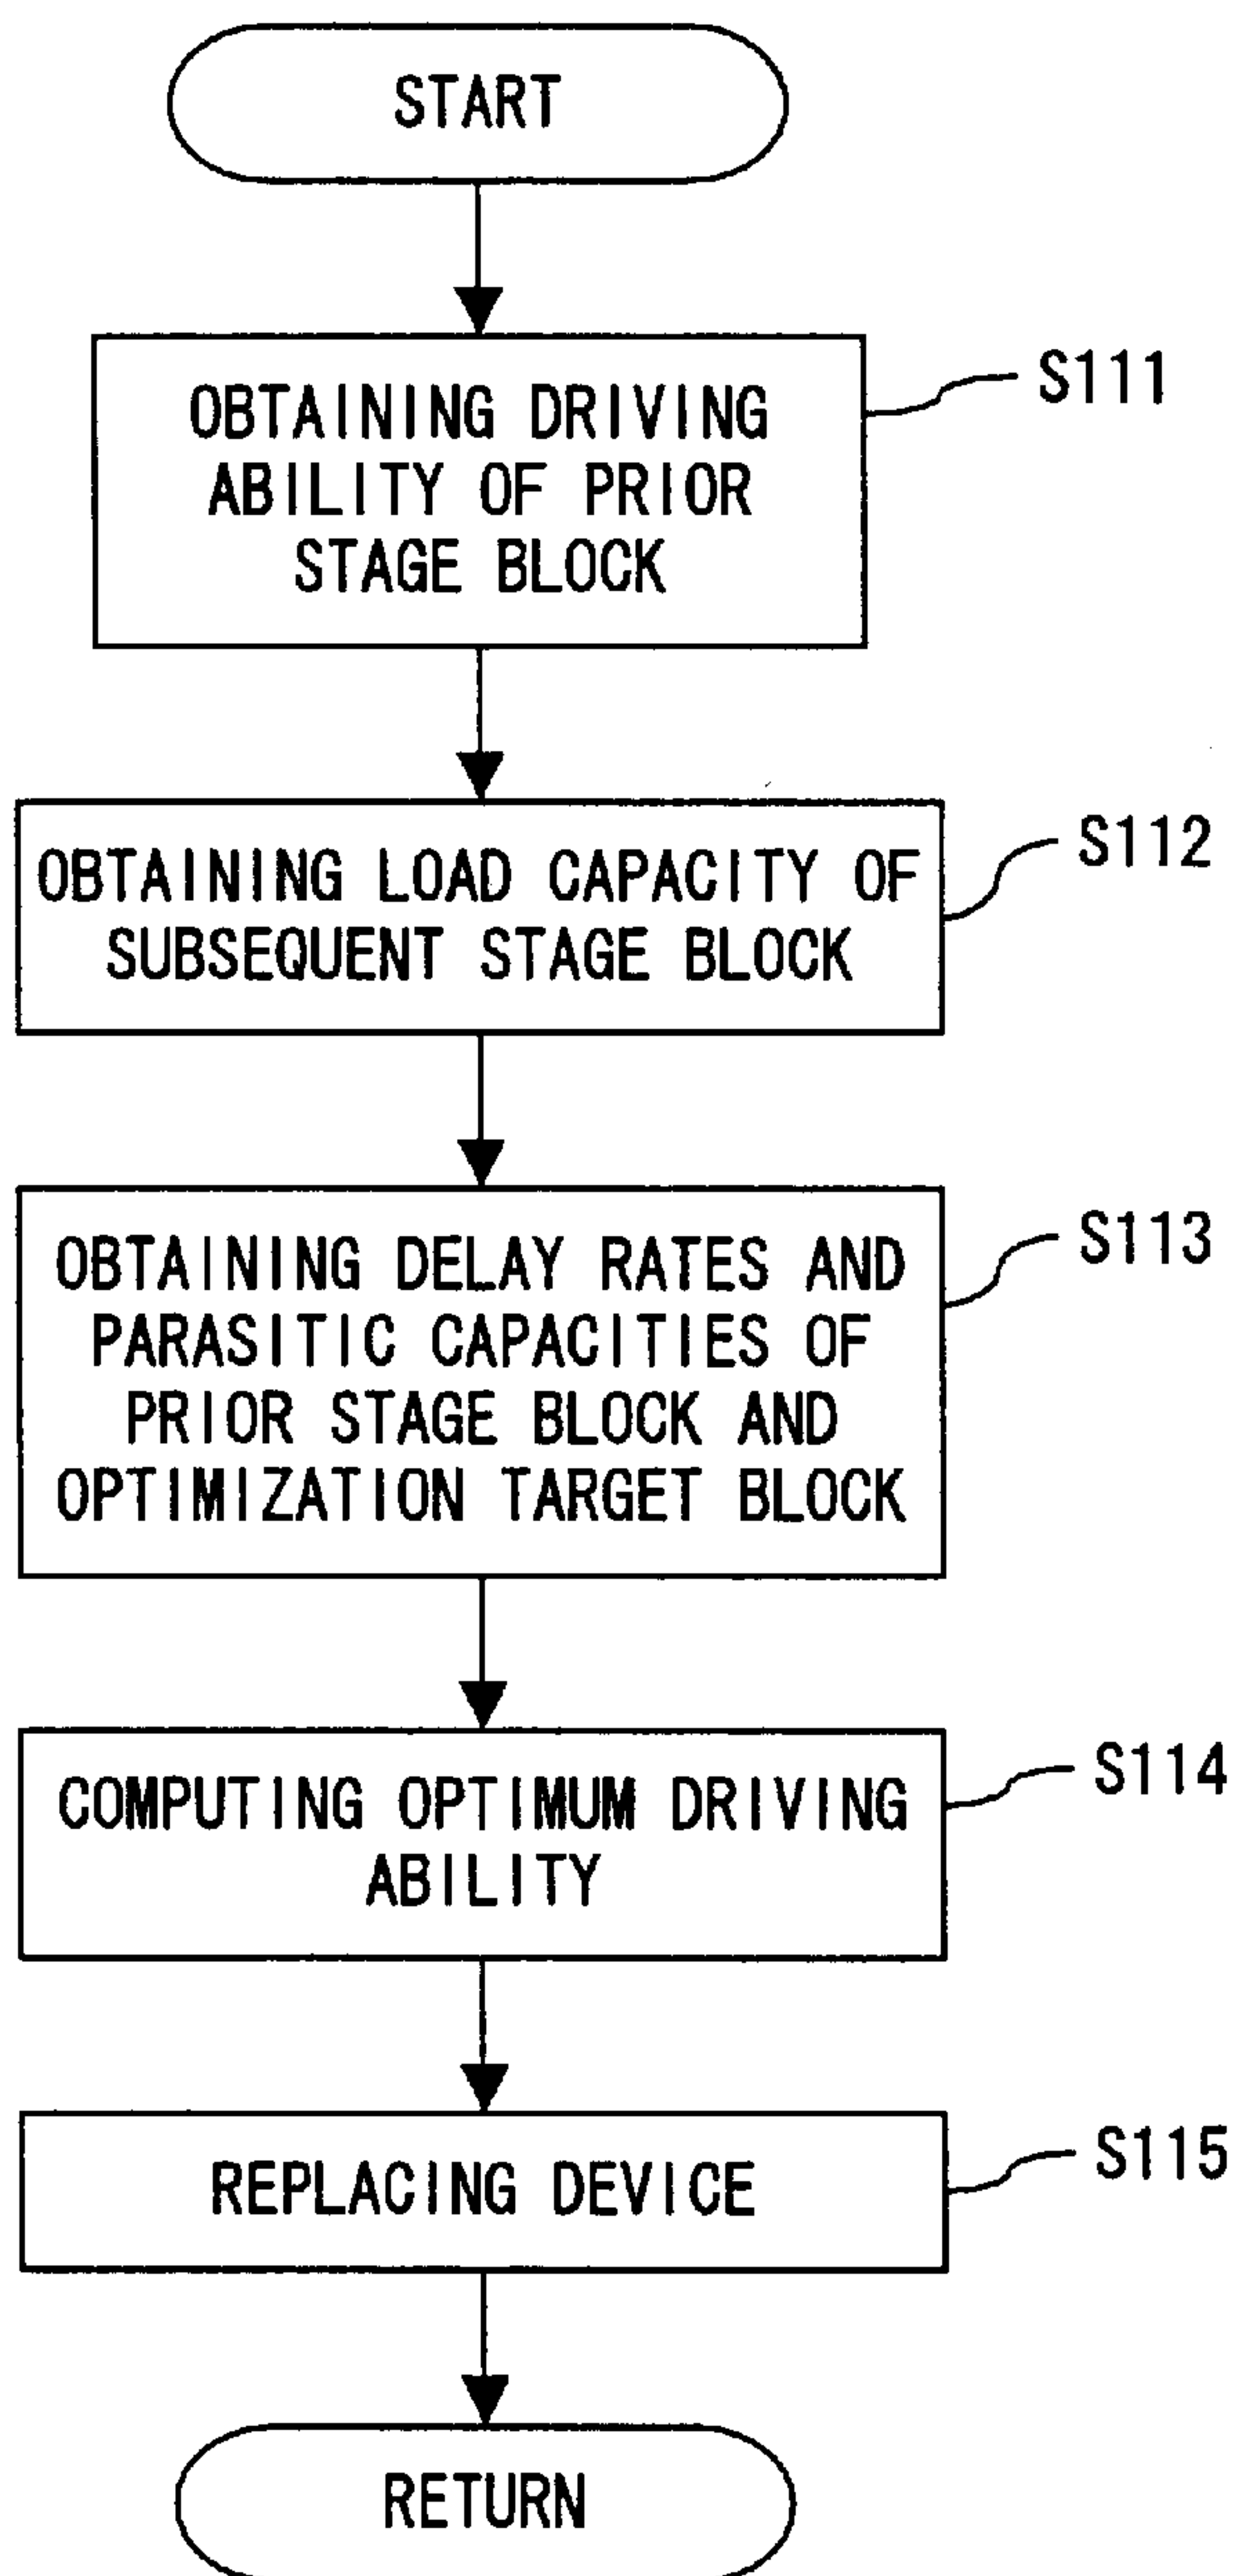 START
OBTAINING DRIVING
ABILITY OF PRIOR
STAGE BLOCK
S111
OBTAINING LOAD CAPACITY OF
SUBSEQUENT STAGE BLOCK
S112
OBTAINING DELAY RATES AND
PARASITIC CAPACITIES OF
PRIOR STAGE BLOCK AND
OPTIMIZATION TARGET BLOCK
S113
COMPUTING OPTIMUM DRIVING
ABILITY
S114
REPLACING DEVICE
S115
RETURN